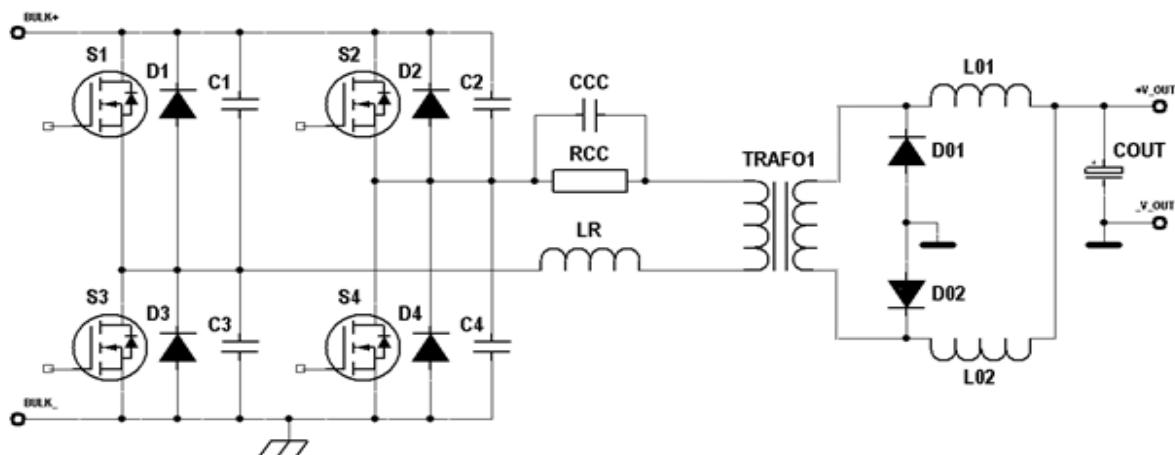 BULK+
S1
D1
C1
S2
D2
C2
CCC
RCC
LR
TRAFO1
L01
+V_OUT
D01
COUT
+
_V_OUT
D02
L02
S3
D3
C3
S4
D4
C4
BULK_